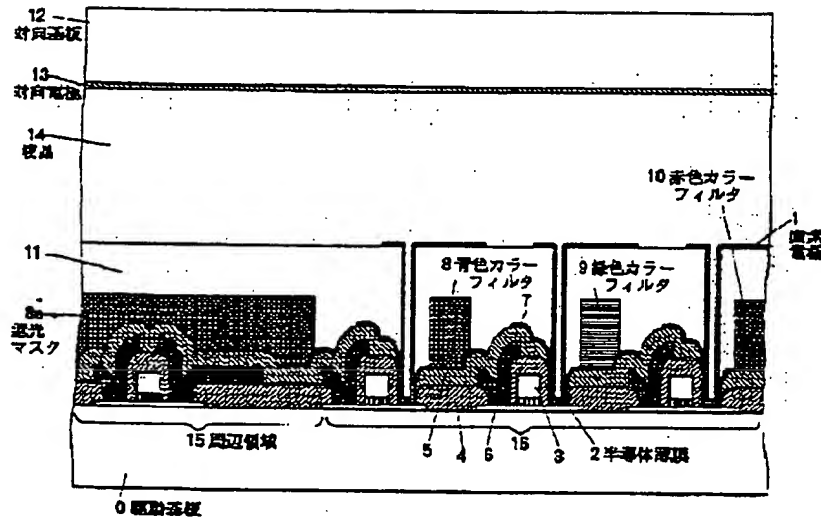 12
対向基板
13
対向電極
14
液晶
10 赤色カラー
フィルタ
1
画素
電極
11
8 青色カラー
フィルタ
9 緑色カラー
フィルタ
7
8a
遮光
マスク
15 周辺領域
5
4
6
16
3
2 半導体薄膜
0 駆動基板